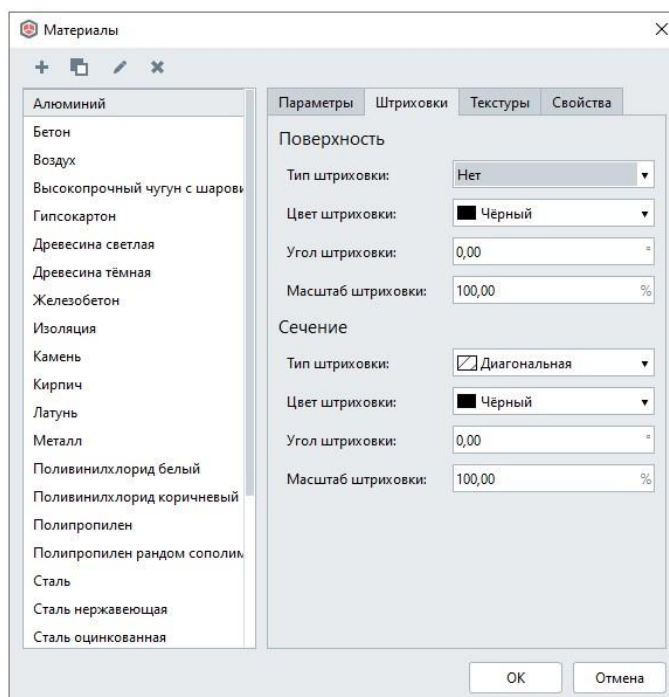 Материалы
Алюминий
Бетон
Воздух
Высокопрочный чугун с
Гипсокартон
Древесина светлая
Древесина тёмная
Железобетон
Изоляция
Камень
Кирпич
Латунь
Металл
Поливинилхлорид белый
Поливинилхлорид коричневый
Полипропилен
Полипропилен рандом
Сталь
Сталь нержавеющая
Сталь оцинкованная
Параметры Штриховки Текстуры Свойства
Поверхность
Тип штриховки: Нет
Цвет штриховки: Чёрный
Угол штриховки: 0,00 °
Масштаб штриховки: 100,00 %
Сечение
Тип штриховки: Диагональная
Цвет штриховки: Чёрный
Угол штриховки: 0,00 °
Масштаб штриховки: 100,00 %
OK Отмена